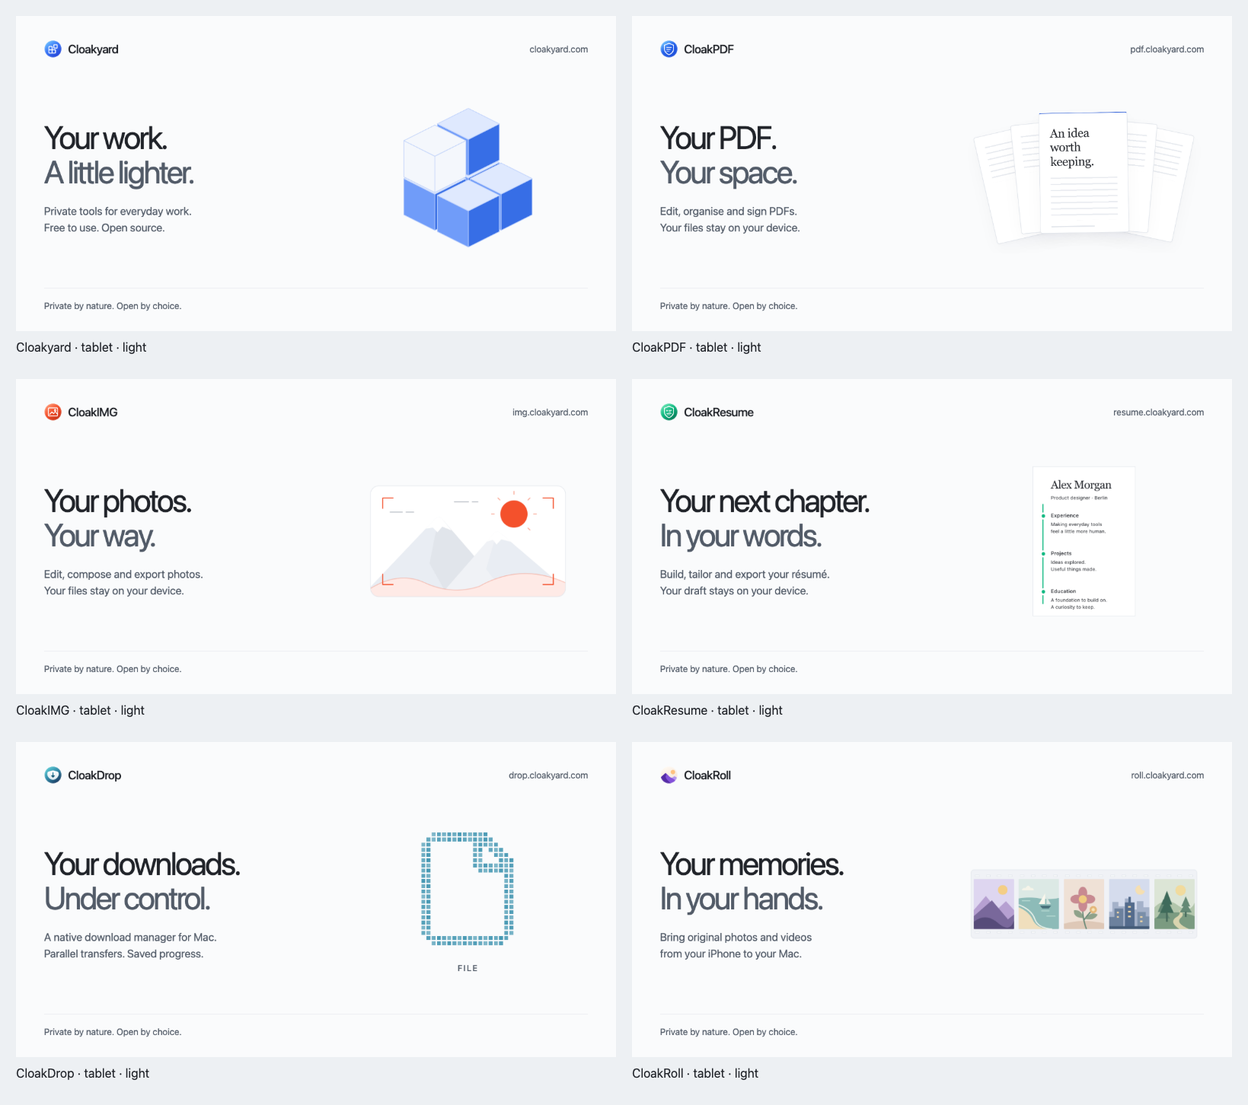 Cloakyard
cloakyard.com
Your work.
A little lighter.
Private tools for everyday work.
Free to use. Open source.
Private by nature. Open by choice.
Cloakyard · tablet · light
CloakPDF
pdf.cloakyard.com
Your PDF.
Your space.
Edit, organise and sign PDFs.
Your files stay on your device.
An idea
worth
keeping.
Private by nature. Open by choice.
CloakPDF · tablet · light
CloakIMG
img.cloakyard.com
Your photos.
Your way.
Edit, compose and export photos.
Your files stay on your device.
Private by nature. Open by choice.
CloakIMG · tablet · light
CloakResume
resume.cloakyard.com
Your next chapter.
In your words.
Build, tailor and export your résumé.
Your draft stays on your device.
Alex Morgan
Product designer · Berlin
Experience
Making everyday tools
feel a little more human.
Projects
Ideas explored.
Useful things made.
Education
A foundation to build on.
A curiosity to keep.
Private by nature. Open by choice.
CloakResume · tablet · light
CloakDrop
drop.cloakyard.com
Your downloads.
Under control.
A native download manager for Mac.
Parallel transfers. Saved progress.
FILE
Private by nature. Open by choice.
CloakDrop · tablet · light
CloakRoll
roll.cloakyard.com
Your memories.
In your hands.
Bring original photos and videos
from your iPhone to your Mac.
Private by nature. Open by choice.
CloakRoll · tablet · light